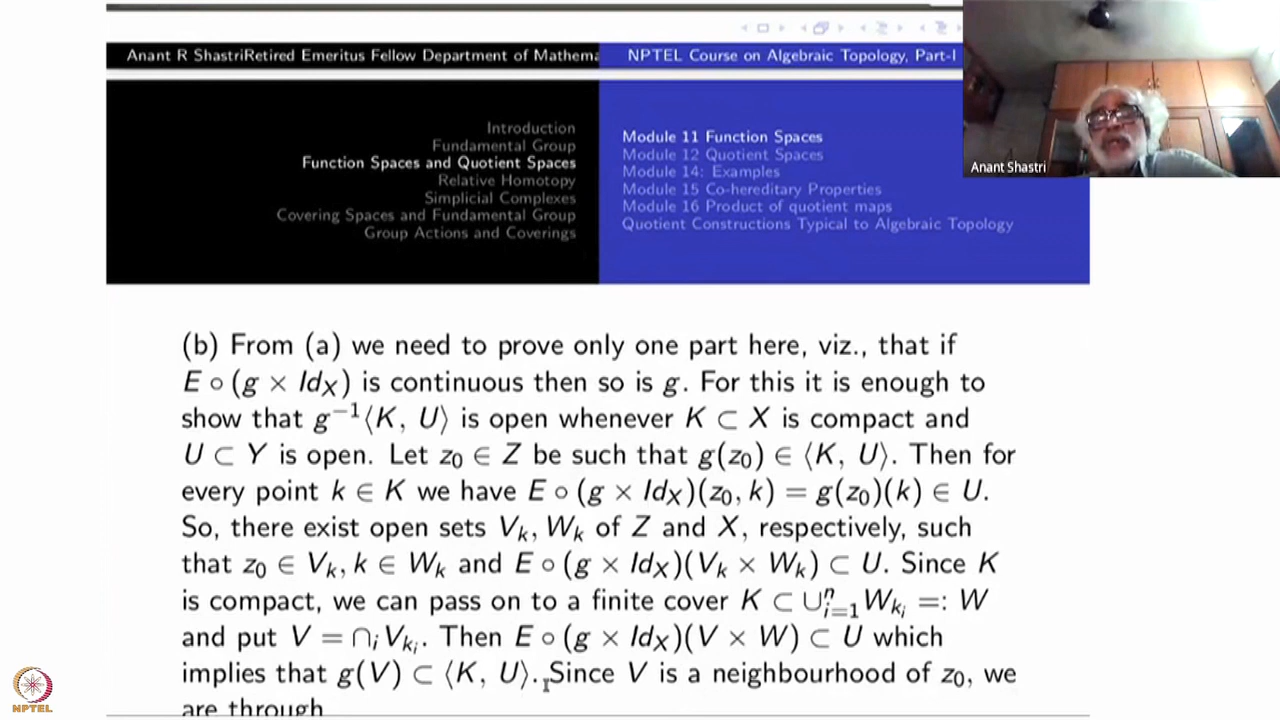 Anant R ShastriRetired Emeritus Fellow Department of Mathema
NPTEL Course on Algebraic Topology, Part-I
Introduction
Fundamental Group
Function Spaces and Quotient Spaces
Relative Homotopy
Simplicial Complexes
Covering Spaces and Fundamental Group
Group Actions and Coverings
Module 11 Function Spaces
Module 12 Quotient Spaces
Module 14: Examples
Module 15 Co-hereditary Properties
Module 16 Product of quotient maps
Quotient Constructions Typical to Algebraic Topology
Anant Shastri
(b) From (a) we need to prove only one part here, viz., that if
E ∘ (g × Id_X) is continuous then so is g. For this it is enough to
show that g⁻¹⟨K, U⟩ is open whenever K ⊂ X is compact and
U ⊂ Y is open. Let z₀ ∈ Z be such that g(z₀) ∈ ⟨K, U⟩. Then for
every point k ∈ K we have E ∘ (g × Id_X)(z₀, k) = g(z₀)(k) ∈ U.
So, there exist open sets V_k, W_k of Z and X, respectively, such
that z₀ ∈ V_k, k ∈ W_k and E ∘ (g × Id_X)(V_k × W_k) ⊂ U. Since K
is compact, we can pass on to a finite cover K ⊂ ∪ⁿᵢ₌₁ W_{k_i} =: W
and put V = ∩ᵢ V_{k_i}. Then E ∘ (g × Id_X)(V × W) ⊂ U which
implies that g(V) ⊂ ⟨K, U⟩. Since V is a neighbourhood of z₀, we
are through
NPTEL